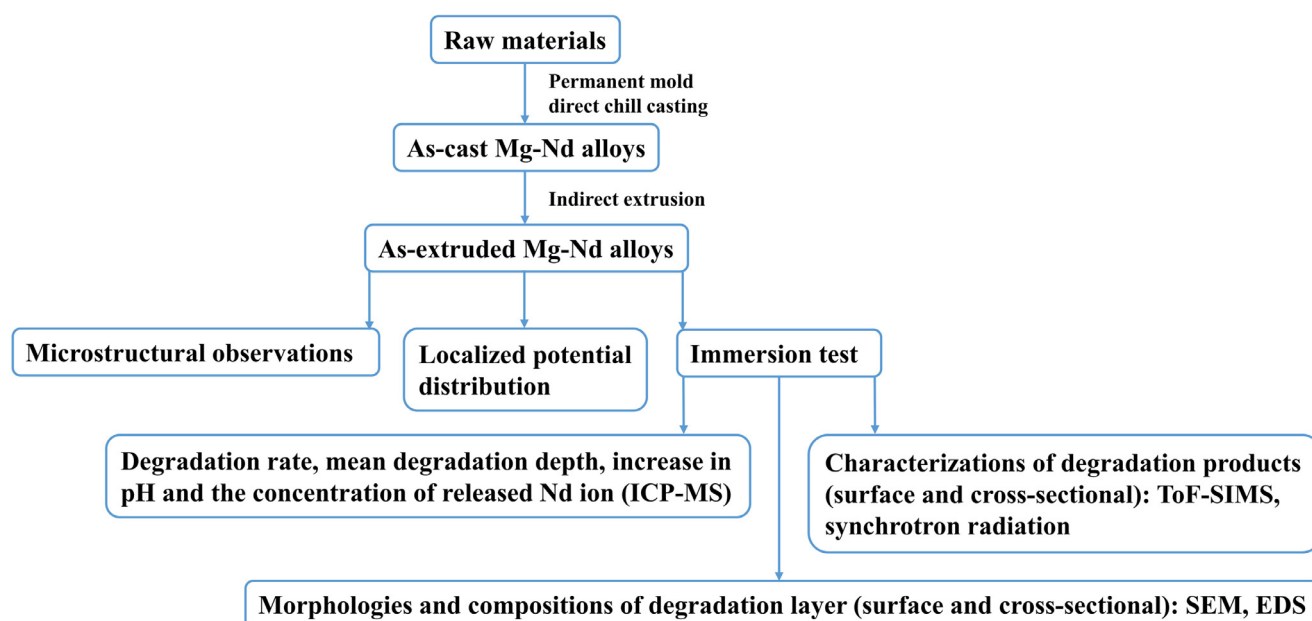 Raw materials
Permanent mold
direct chill casting
As-cast Mg-Nd alloys
Indirect extrusion
As-extruded Mg-Nd alloys
Microstructural observations
Localized potential
distribution
Immersion test
Degradation rate, mean degradation depth, increase in
pH and the concentration of released Nd ion (ICP-MS)
Characterizations of degradation products
(surface and cross-sectional): ToF-SIMS,
synchrotron radiation
Morphologies and compositions of degradation layer (surface and cross-sectional): SEM, EDS